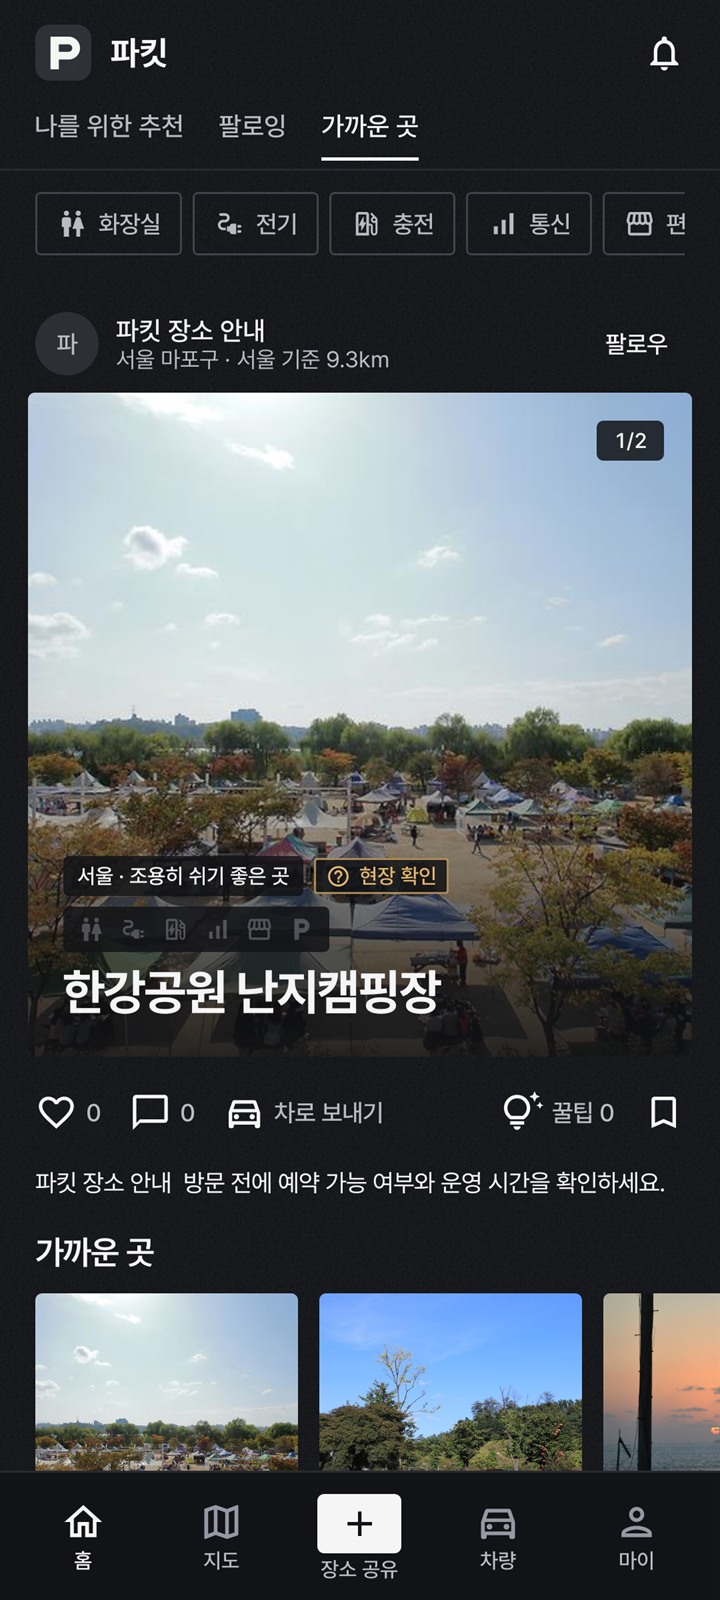 P 파킷
나를 위한 추천 팔로잉 가까운 곳
화장실 전기 충전 통신 편
파 파킷 장소 안내 팔로우
서울 마포구 · 서울 기준 9.3km
1/2
서울 · 조용히 쉬기 좋은 곳 현장 확인
P
한강공원 난지캠핑장
0 0 차로 보내기 꿀팁 0
파킷 장소 안내 방문 전에 예약 가능 여부와 운영 시간을 확인하세요.
가까운 곳
홈 지도 장소 공유 차량 마이